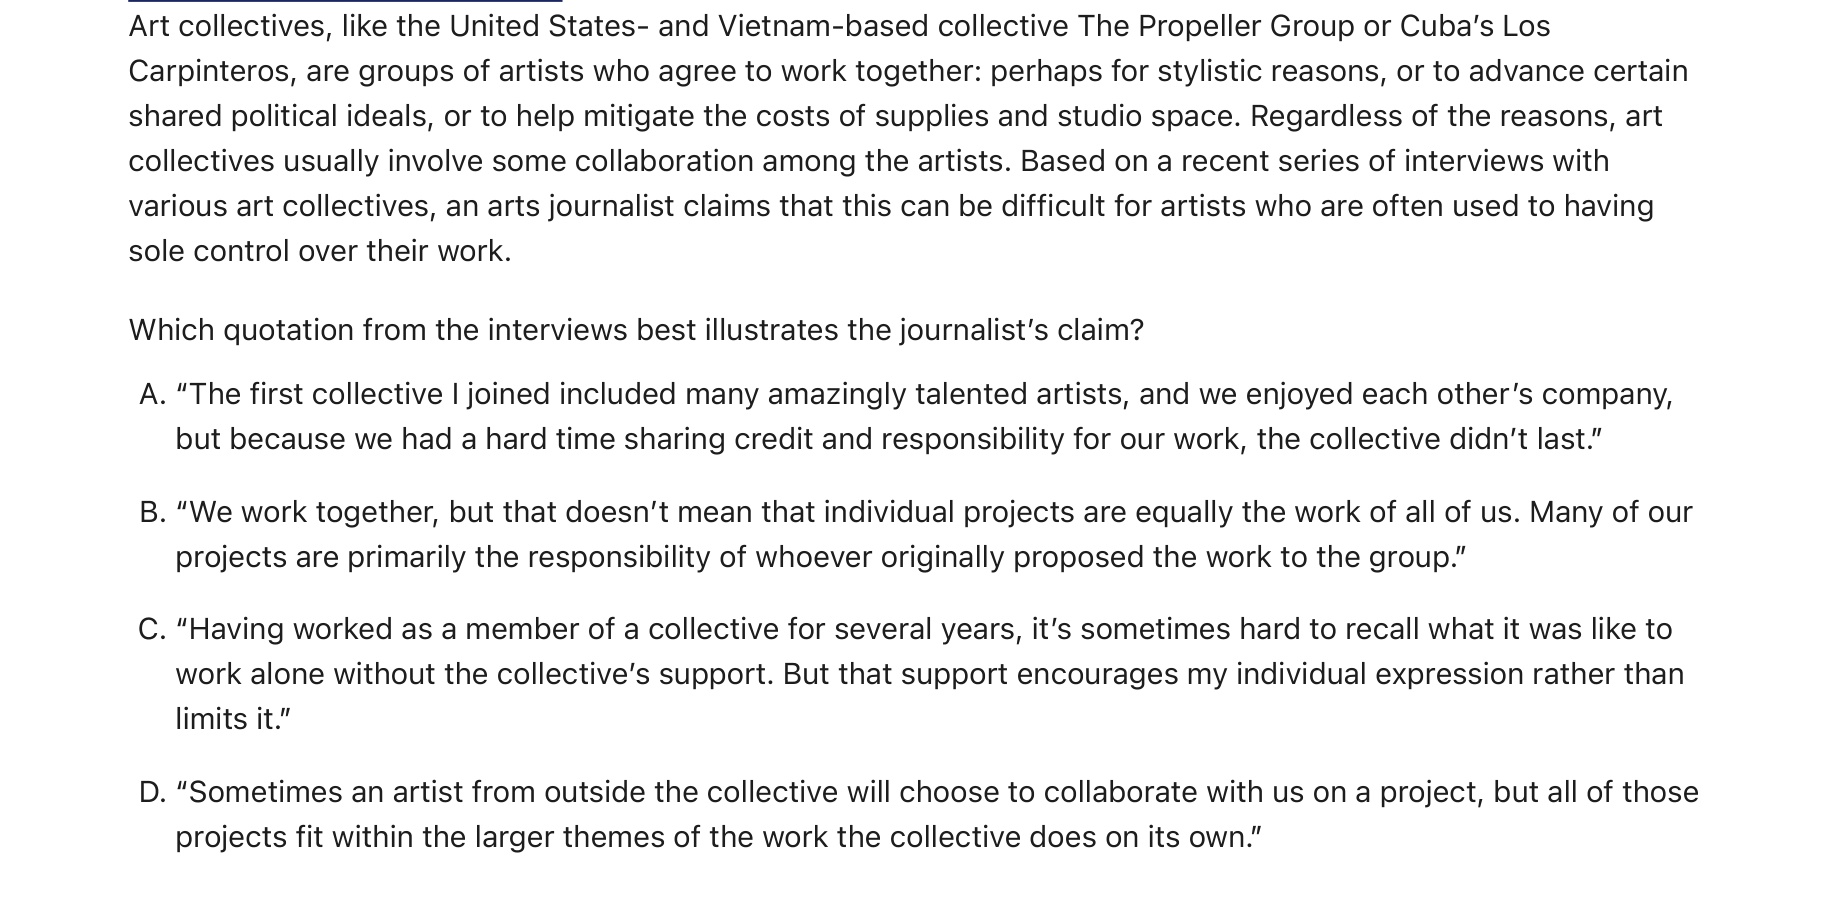 Art collectives, like the United States- and Vietnam-based collective The Propeller Group or Cuba’s Los
Carpinteros, are groups of artists who agree to work together: perhaps for stylistic reasons, or to advance certain
shared political ideals, or to help mitigate the costs of supplies and studio space. Regardless of the reasons, art
collectives usually involve some collaboration among the artists. Based on a recent series of interviews with
various art collectives, an arts journalist claims that this can be difficult for artists who are often used to having
sole control over their work.
Which quotation from the interviews best illustrates the journalist’s claim?
A. “The first collective I joined included many amazingly talented artists, and we enjoyed each other’s company,
but because we had a hard time sharing credit and responsibility for our work, the collective didn’t last.”
B. “We work together, but that doesn’t mean that individual projects are equally the work of all of us. Many of our
projects are primarily the responsibility of whoever originally proposed the work to the group.”
C. “Having worked as a member of a collective for several years, it’s sometimes hard to recall what it was like to
work alone without the collective’s support. But that support encourages my individual expression rather than
limits it.”
D. “Sometimes an artist from outside the collective will choose to collaborate with us on a project, but all of those
projects fit within the larger themes of the work the collective does on its own.”